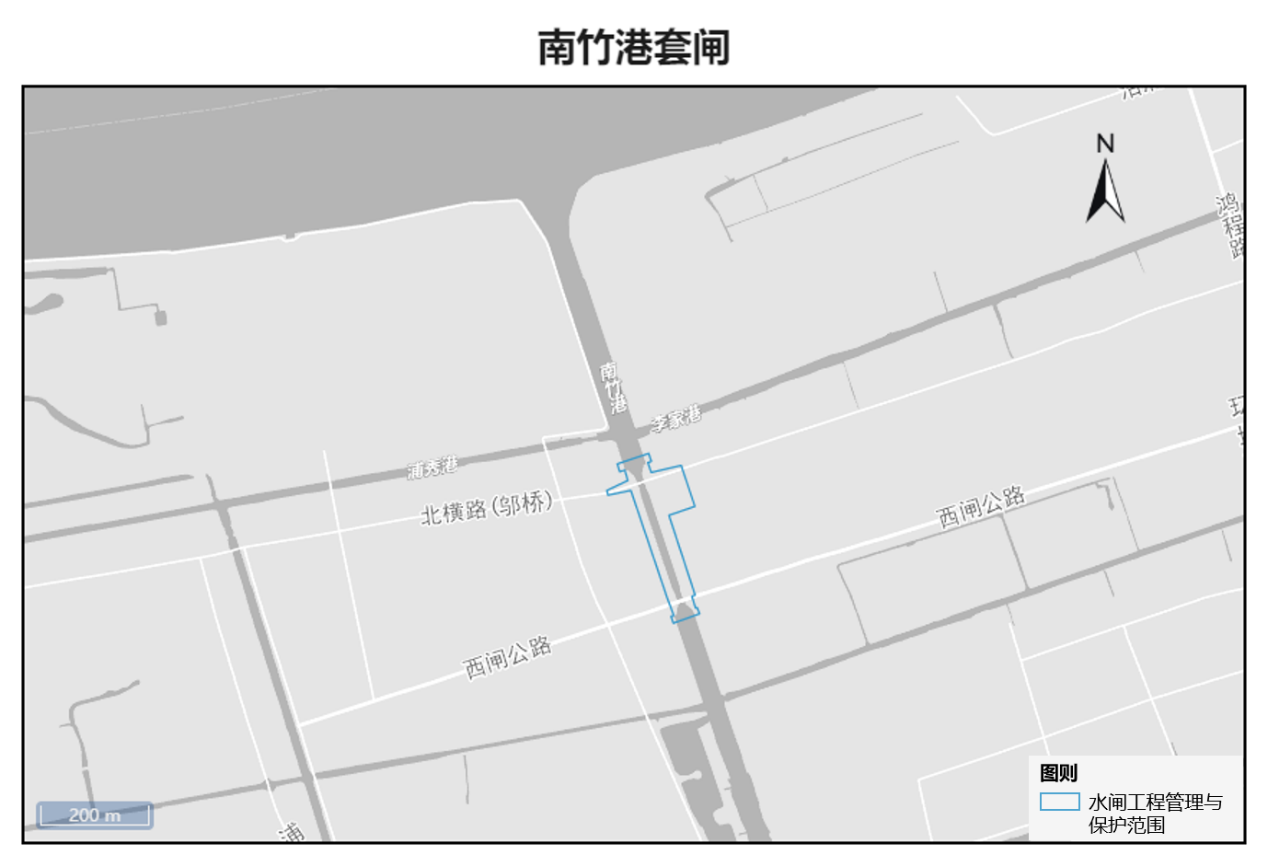 南竹港套闸
N
鸿程路
南竹港
李家港
浦秀港
北横路(邬桥)
西闸公路
西闸公路
浦
200 m
图则
水闸工程管理与
保护范围